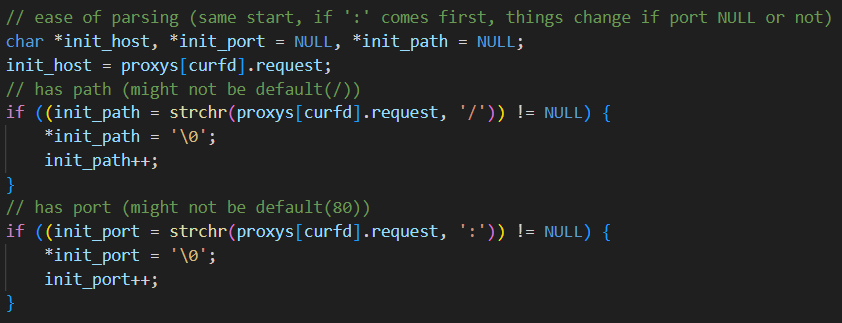 // ease of parsing (same start, if ':' comes first, things change if port NULL or not)
char *init_host, *init_port = NULL, *init_path = NULL;
init_host = proxys[curfd].request;
// has path (might not be default(/))
if ((init_path = strchr(proxys[curfd].request, '/')) != NULL) {
    *init_path = '\0';
    init_path++;
}
// has port (might not be default(80))
if ((init_port = strchr(proxys[curfd].request, ':')) != NULL) {
    *init_port = '\0';
    init_port++;
}